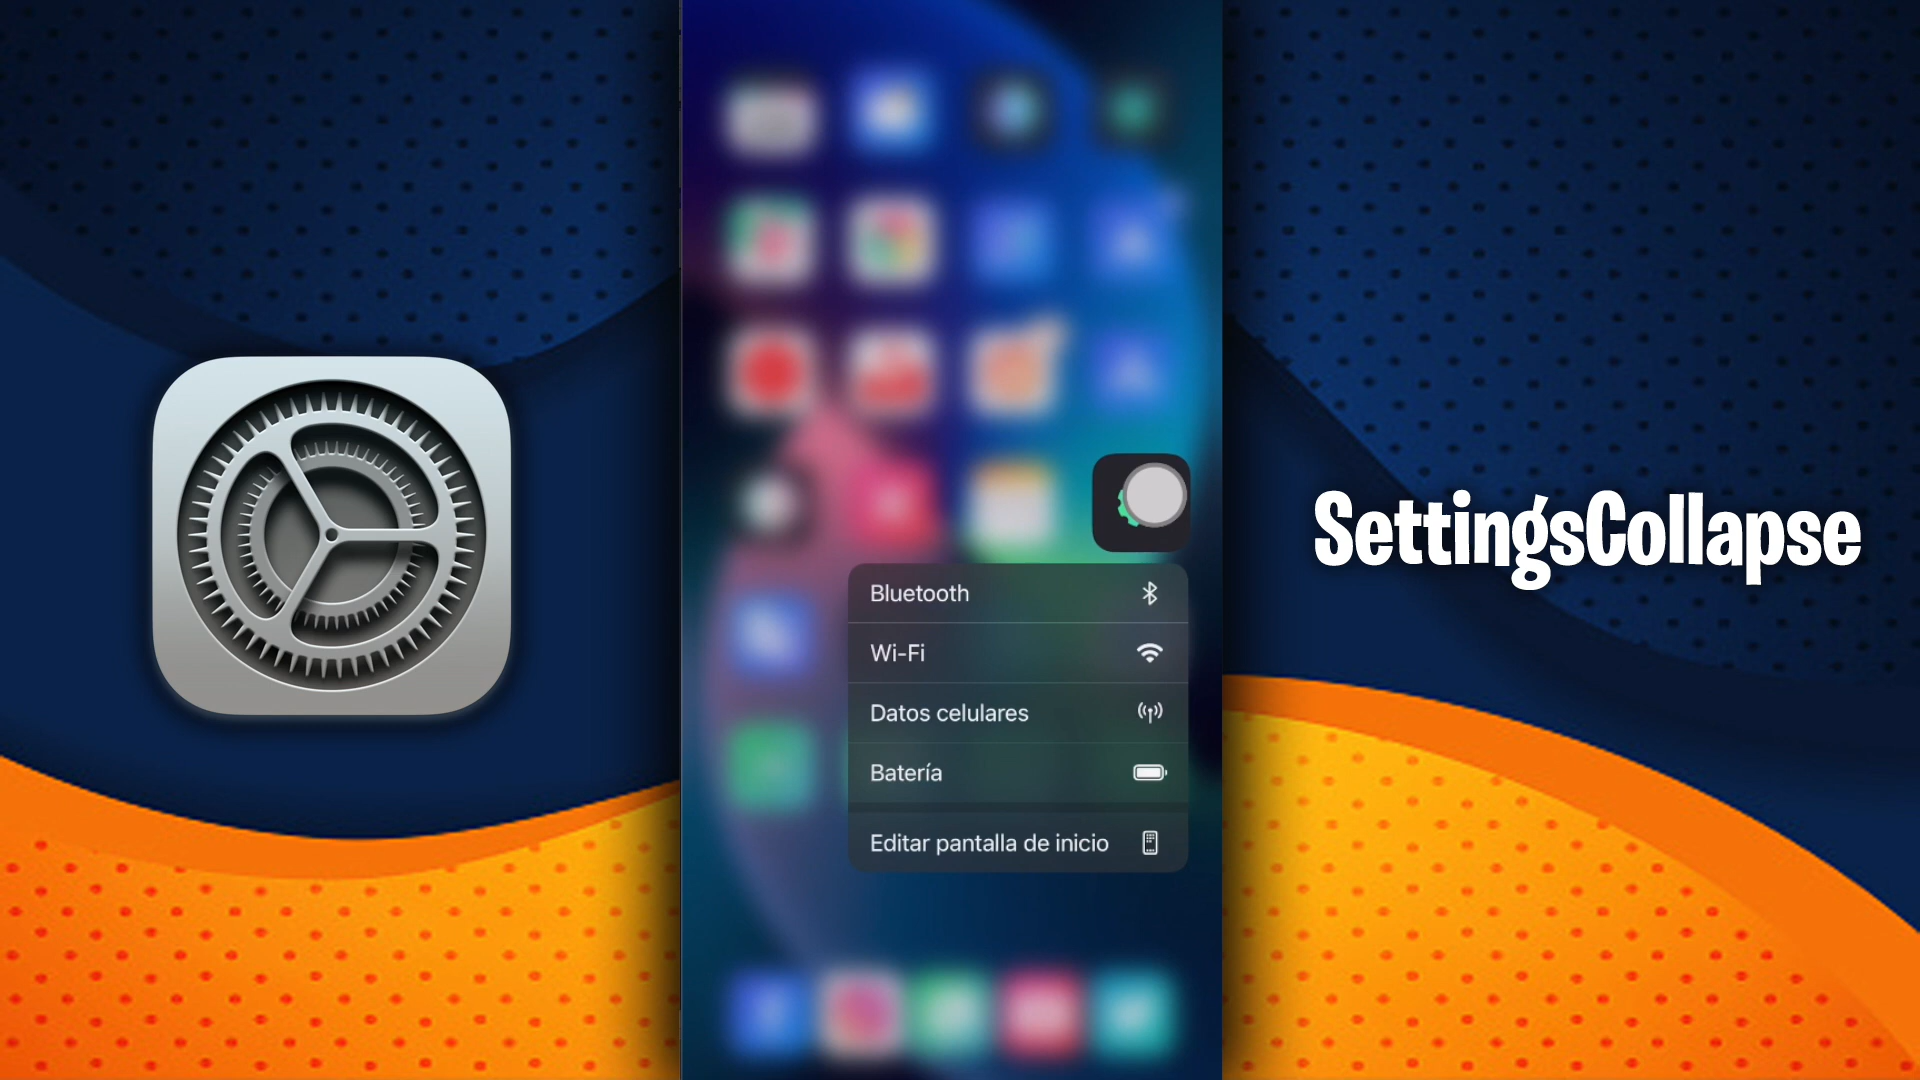 Bluetooth
Wi-Fi
Datos celulares
Batería
Editar pantalla de inicio
SettingsCollapse